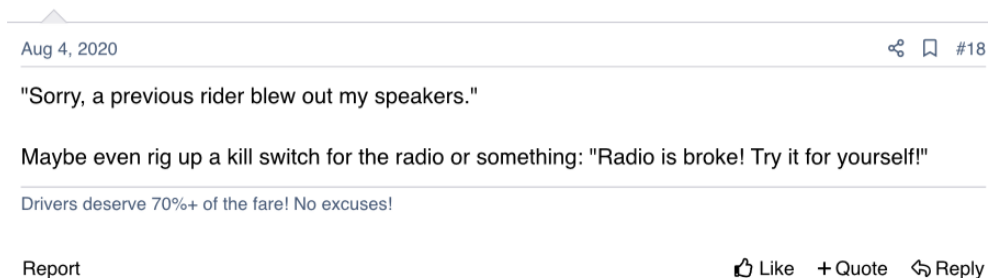 Aug 4, 2020 #18
"Sorry, a previous rider blew out my speakers."
Maybe even rig up a kill switch for the radio or something: "Radio is broke! Try it for yourself!"
Drivers deserve 70%+ of the fare! No excuses!
Report Like +Quote Reply